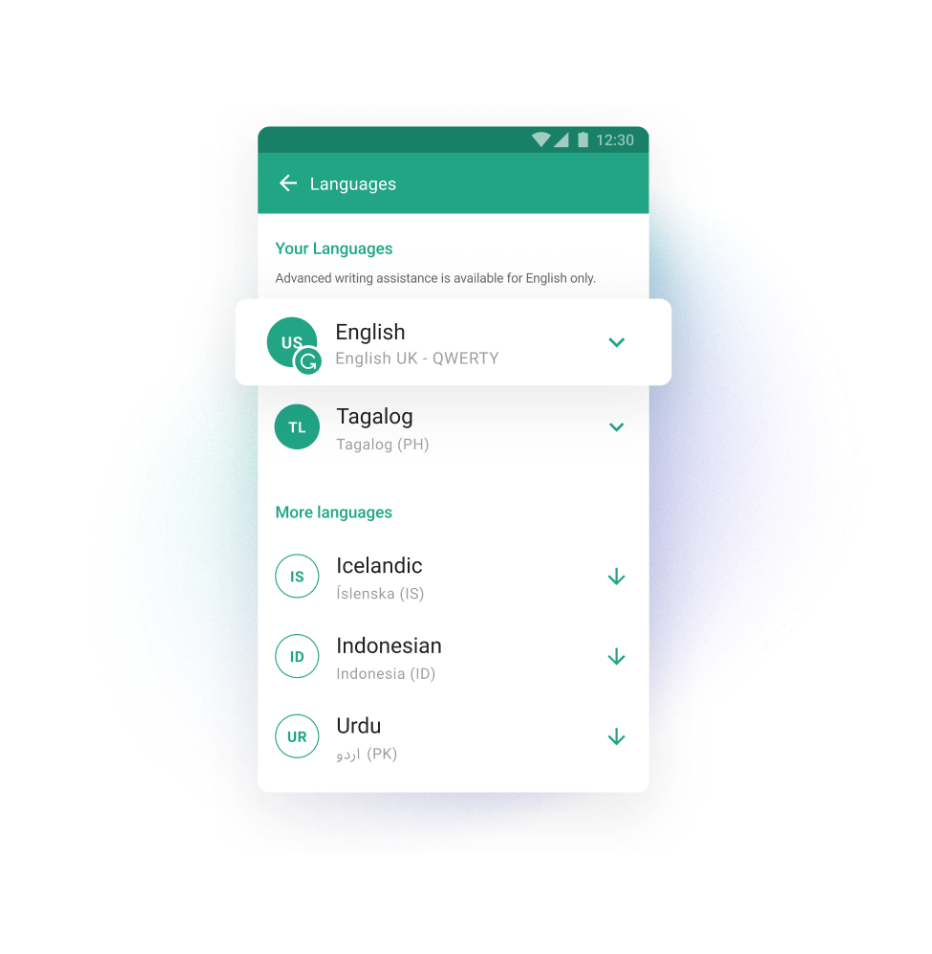 12:30
Languages
Your Languages
Advanced writing assistance is available for English only.
US
English
English UK - QWERTY
TL
Tagalog
Tagalog (PH)
More languages
IS
Icelandic
Íslenska (IS)
ID
Indonesian
Indonesia (ID)
UR
Urdu
اردو (PK)